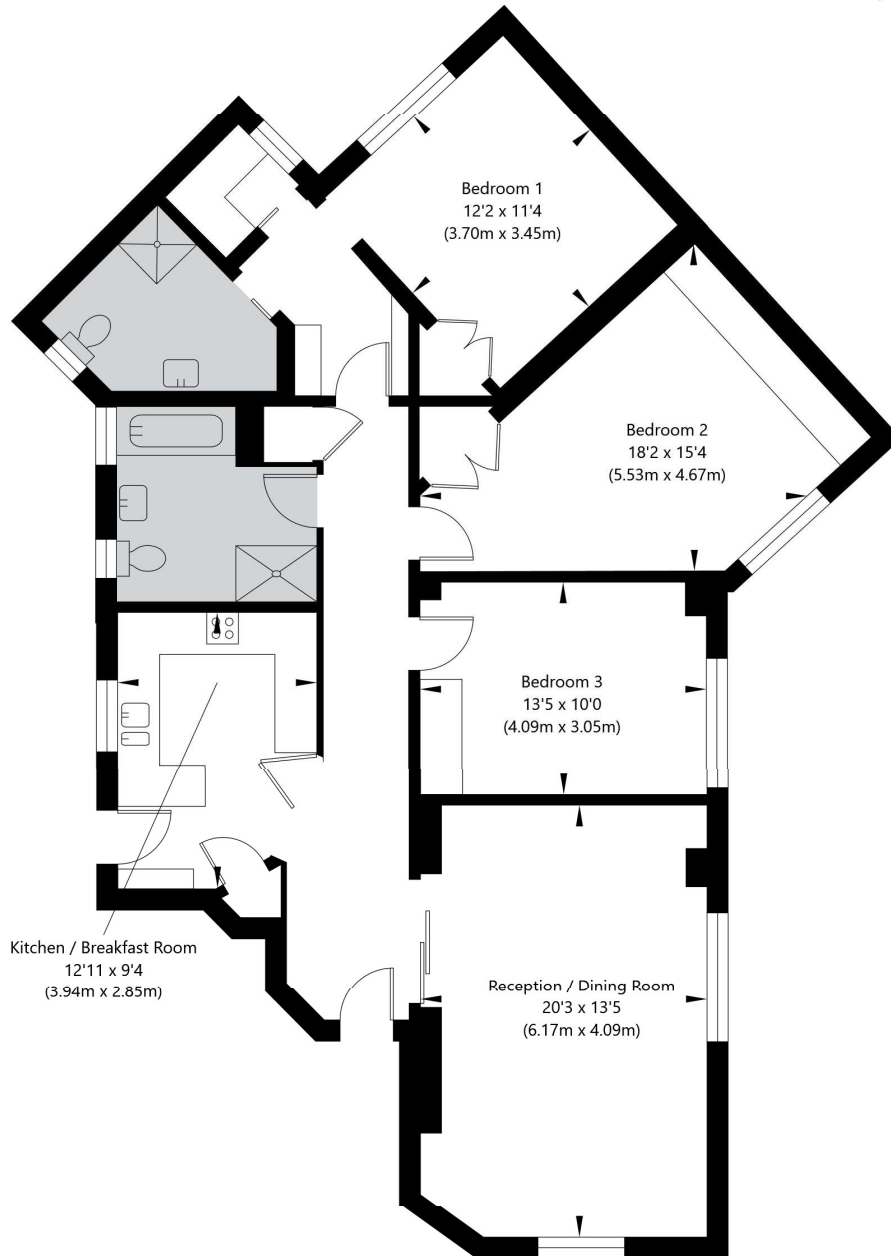 Bedroom 1
12'2 x 11'4
(3.70m x 3.45m)
Bedroom 2
18'2 x 15'4
(5.53m x 4.67m)
Bedroom 3
13'5 x 10'0
(4.09m x 3.05m)
Kitchen / Breakfast Room
12'11 x 9'4
(3.94m x 2.85m)
Reception / Dining Room
20'3 x 13'5
(6.17m x 4.09m)